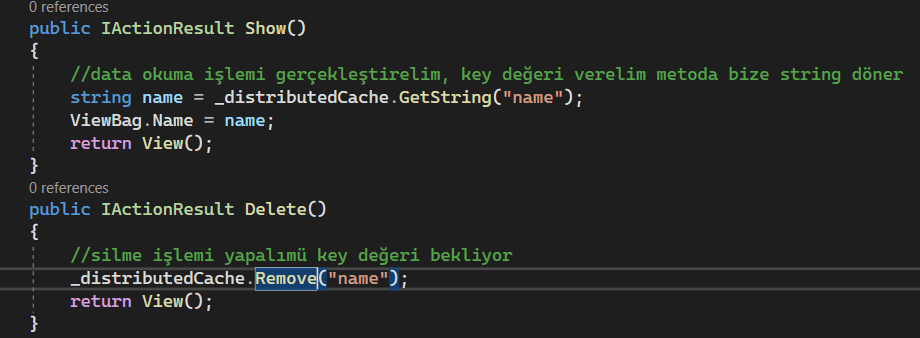 0 references
public IActionResult Show()
{
//data okuma işlemi gerçekleştirelim, key değeri verelim metoda bize string döner
string name = _distributedCache.GetString("name");
ViewBag.Name = name;
return View();
}
0 references
public IActionResult Delete()
{
//silme işlemi yapalımü key değeri bekliyor
_distributedCache.Remove("name");
return View();
}